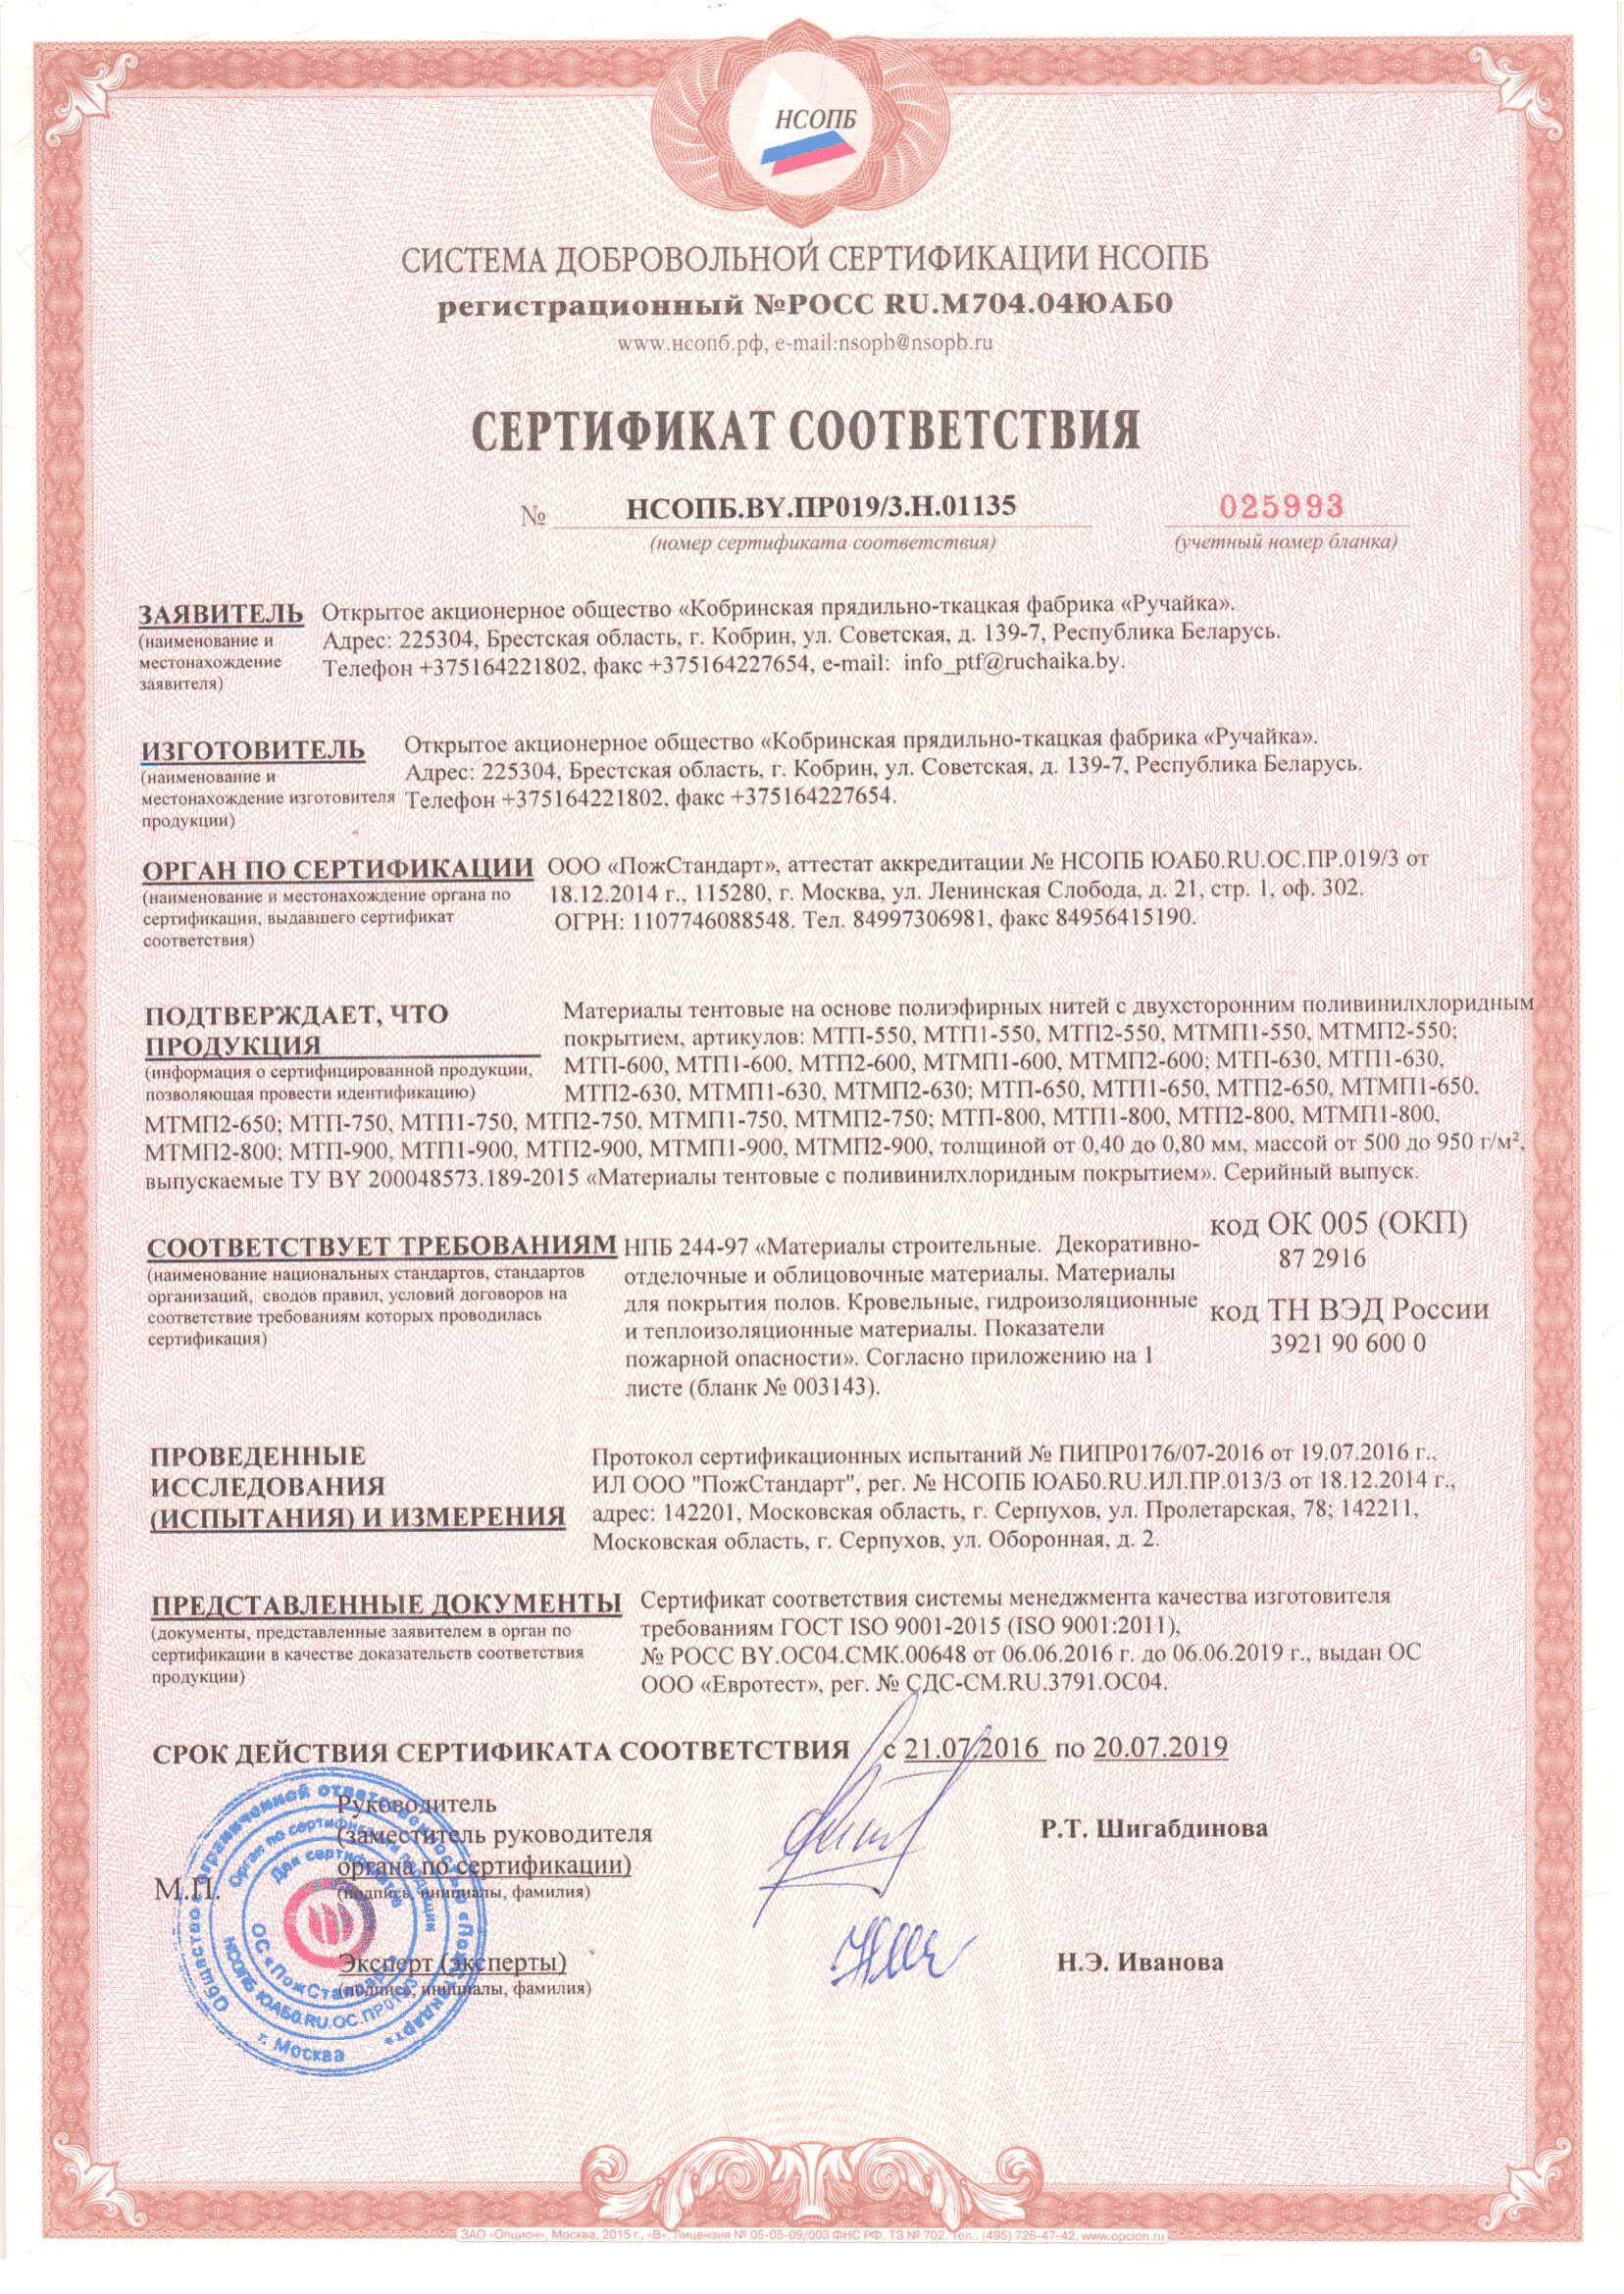 НСОПБ
СИСТЕМА ДОБРОВОЛЬНОЙ СЕРТИФИКАЦИИ НСОПБ
регистрационный №РОСС RU.М704.04ЮАБ0
www.нсопб.рф, e-mail:nsopb@nsopb.ru
СЕРТИФИКАТ СООТВЕТСТВИЯ
№ НСОПБ.BY.ПР019/3.Н.01135 025993
(номер сертификата соответствия) (учетный номер бланка)
ЗАЯВИТЕЛЬ Открытое акционерное общество «Кобринская прядильно-ткацкая фабрика «Ручайка».
(наименование и Адрес: 225304, Брестская область, г. Кобрин, ул. Советская, д. 139-7, Республика Беларусь.
местонахождение Телефон +375164221802, факс +375164227654, e-mail: info_ptf@ruchaika.by.
заявителя)
ИЗГОТОВИТЕЛЬ Открытое акционерное общество «Кобринская прядильно-ткацкая фабрика «Ручайка».
(наименование и Адрес: 225304, Брестская область, г. Кобрин, ул. Советская, д. 139-7, Республика Беларусь.
местонахождение изготовителя Телефон +375164221802, факс +375164227654.
продукции)
ОРГАН ПО СЕРТИФИКАЦИИ ООО «ПожСтандарт», аттестат аккредитации № НСОПБ ЮАБ0.RU.ОС.ПР.019/3 от
(наименование и местонахождение органа по 18.12.2014 г., 115280, г. Москва, ул. Ленинская Слобода, д. 21, стр. 1, оф. 302.
сертификации, выдавшего сертификат ОГРН: 1107746088548. Тел. 84997306981, факс 84956415190.
соответствия)
ПОДТВЕРЖДАЕТ, ЧТО Материалы тентовые на основе полиэфирных нитей с двухсторонним поливинилхлоридным
ПРОДУКЦИЯ покрытием, артикулов: МТП-550, МТП1-550, МТП2-550, МТМП1-550, МТМП2-550;
(информация о сертифицированной продукции, МТП-600, МТП1-600, МТП2-600, МТМП1-600, МТМП2-600; МТП-630, МТП1-630,
позволяющая провести идентификацию) МТП2-630, МТМП1-630, МТМП2-630; МТП-650, МТП1-650, МТП2-650, МТМП1-650,
МТМП2-650; МТП-750, МТП1-750, МТП2-750, МТМП1-750, МТМП2-750; МТП-800, МТП1-800, МТП2-800, МТМП1-800,
МТМП2-800; МТП-900, МТП1-900, МТП2-900, МТМП1-900, МТМП2-900, толщиной от 0,40 до 0,80 мм, массой от 500 до 950 г/м²,
выпускаемые ТУ BY 200048573.189-2015 «Материалы тентовые с поливинилхлоридным покрытием». Серийный выпуск.
СООТВЕТСТВУЕТ ТРЕБОВАНИЯМ НПБ 244-97 «Материалы строительные. Декоративно- код ОК 005 (ОКП)
(наименование национальных стандартов, стандартов отделочные и облицовочные материалы. Материалы 87 2916
организаций, сводов правил, условий договоров на для покрытия полов. Кровельные, гидроизоляционные код ТН ВЭД России
соответствие требованиям которых проводилась и теплоизоляционные материалы. Показатели 3921 90 600 0
сертификация) пожарной опасности». Согласно приложению на 1
листе (бланк № 003143).
ПРОВЕДЕННЫЕ Протокол сертификационных испытаний № ПИПР0176/07-2016 от 19.07.2016 г.,
ИССЛЕДОВАНИЯ ИЛ ООО "ПожСтандарт", рег. № НСОПБ ЮАБ0.RU.ИЛ.ПР.013/3 от 18.12.2014 г.,
(ИСПЫТАНИЯ) И ИЗМЕРЕНИЯ адрес: 142201, Московская область, г. Серпухов, ул. Пролетарская, 78; 142211,
Московская область, г. Серпухов, ул. Оборонная, д. 2.
ПРЕДСТАВЛЕННЫЕ ДОКУМЕНТЫ Сертификат соответствия системы менеджмента качества изготовителя
(документы, представленные заявителем в орган по требованиям ГОСТ ISO 9001-2015 (ISO 9001:2011),
сертификации в качестве доказательств соответствия № РОСС BY.ОС04.СМК.00648 от 06.06.2016 г. до 06.06.2019 г., выдан ОС
продукции) ООО «Евротест», рег. № СДС-СМ.RU.3791.ОС04.
СРОК ДЕЙСТВИЯ СЕРТИФИКАТА СООТВЕТСТВИЯ с 21.07.2016 по 20.07.2019
Руководитель
(заместитель руководителя Р.Т. Шигабдинова
органа по сертификации)
М.П. (подпись, инициалы, фамилия)
Эксперт (эксперты) Н.Э. Иванова
(подпись, инициалы, фамилия)
Общество с ограниченной ответственностью «ПожСтандарт»
Орган по сертификации продукции
Для сертификатов
ОС «ПожСтандарт»
г. Москва
ЗАО «Опцион», Москва, 2015 г., «В». Лицензия № 05-05-09/003 ФНС РФ. ТЗ № 702. Тел.: (495) 726-47-42, www.opcion.ru